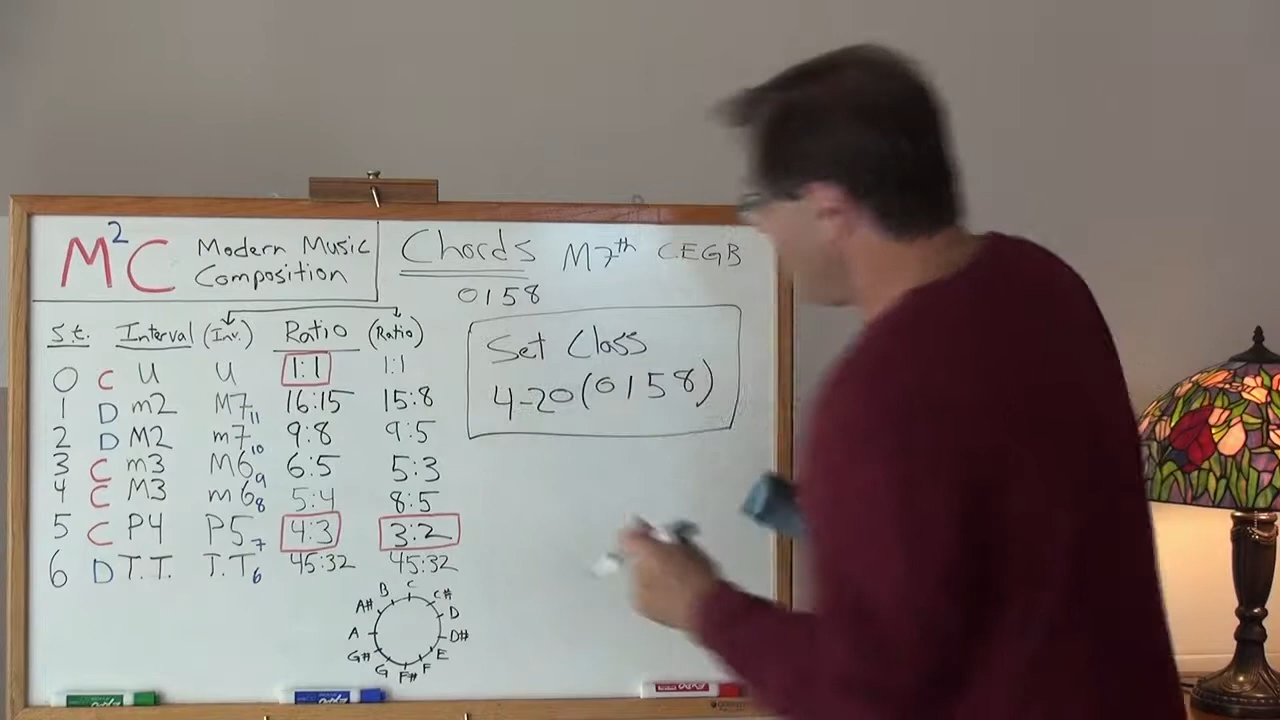 M²C Modern Music Composition
Chords M7th CEGB
0158
Set Class
4-20(0158)
s.t. Interval (Inv.) Ratio (Ratio)
0 C U U 1:1 1:1
1 D m2 M7 11 16:15 15:8
2 D M2 m7 10 9:8 9:5
3 C m3 M6 9 6:5 5:3
4 C M3 m6 8 5:4 8:5
5 C P4 P5 7 4:3 3:2
6 D T.T. T.T 6 45:32 45:32
C
C#
D
D#
E
F
F#
G
G#
A
A#
B